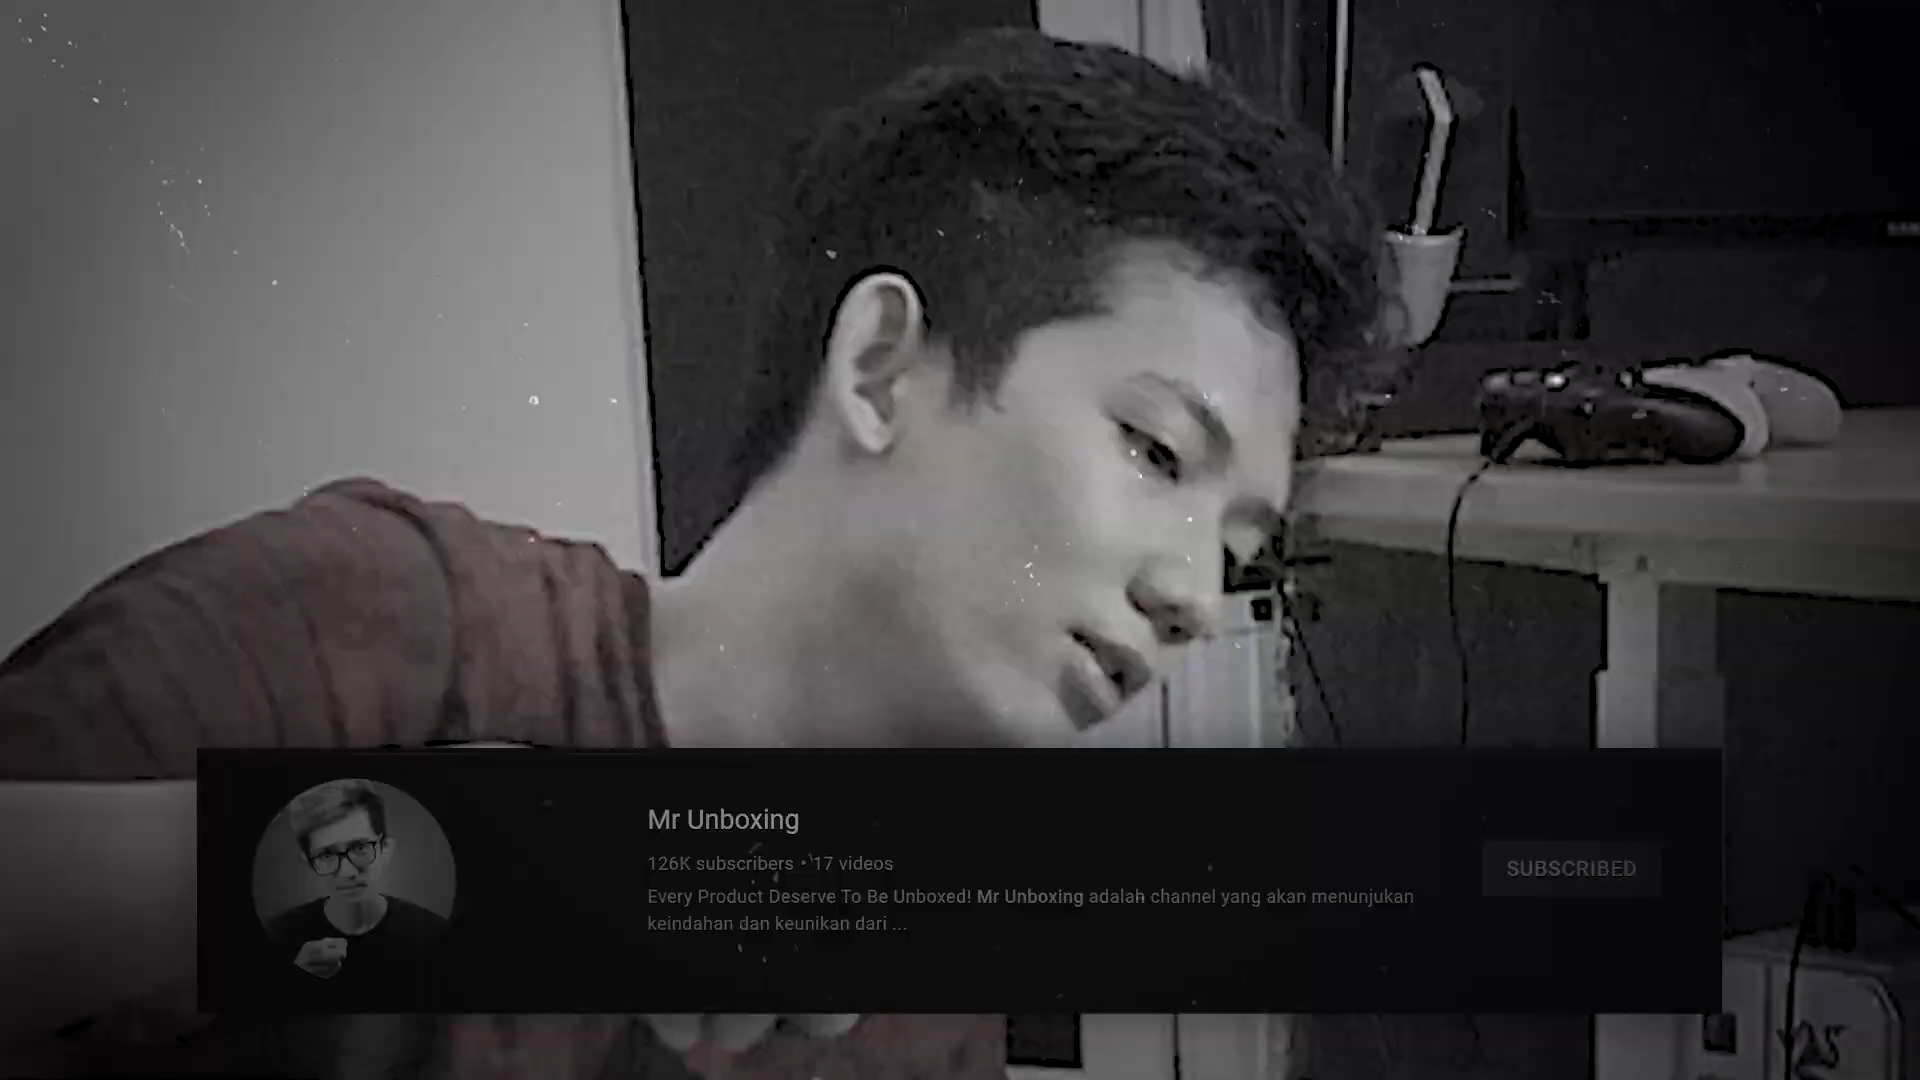 Mr Unboxing
126K subscribers • 17 videos
Every Product Deserve To Be Unboxed! Mr Unboxing adalah channel yang akan menunjukan
keindahan dan keunikan dari ...
SUBSCRIBED